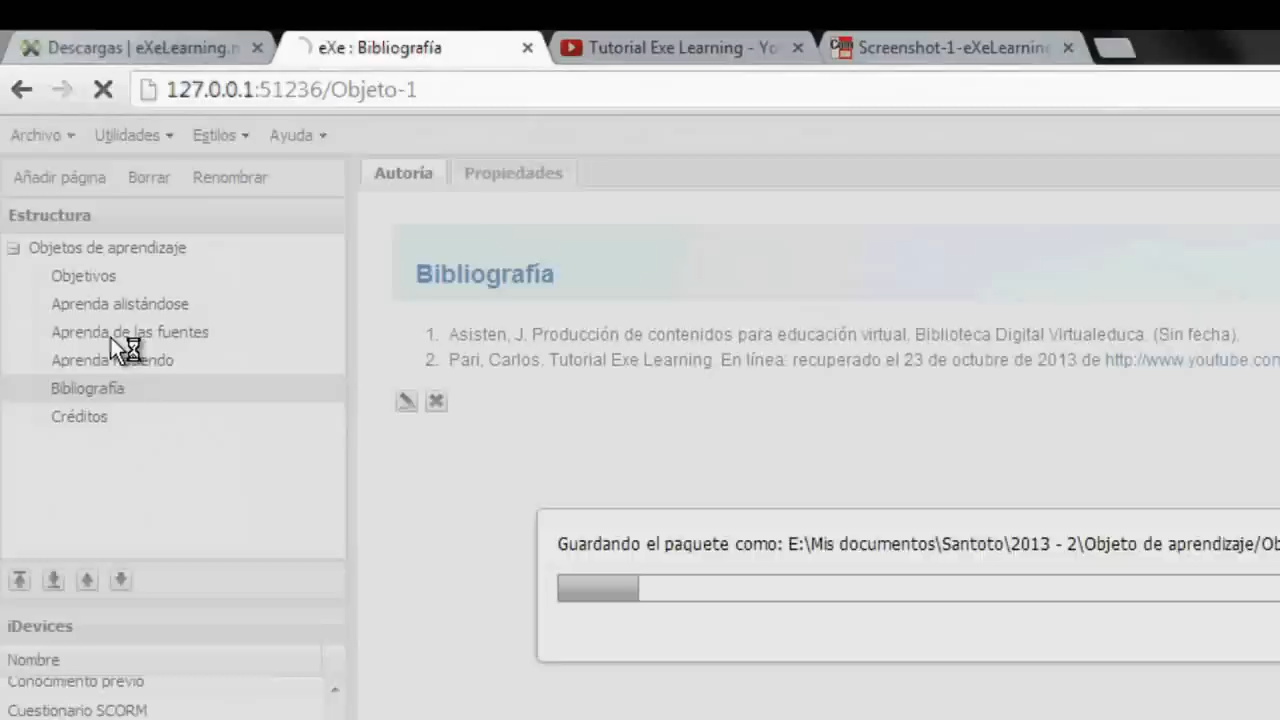 Descargas | eXeLearning.n
eXe : Bibliografía
Tutorial Exe Learning - Yo
Screenshot-1-eXeLearning
127.0.0.1:51236/Objeto-1
Archivo Utilidades Estilos Ayuda
Añadir página Borrar Renombrar
Autoría Propiedades
Estructura
Objetos de aprendizaje
Objetivos
Aprenda alistándose
Aprenda de las fuentes
Aprenda
Bibliografía
Créditos
Bibliografía
1. Asisten, J. Producción de contenidos para educación virtual. Biblioteca Digital Virtualeduca. (Sin fecha).
2. Pari, Carlos. Tutorial Exe Learning. En línea: recuperado el 23 de octubre de 2013 de http://www.youtube.com
Guardando el paquete como: E:\Mis documentos\Santoto\2013 - 2\Objeto de aprendizaje/Ob
iDevices
Nombre
Conocimiento previo
Cuestionario SCORM